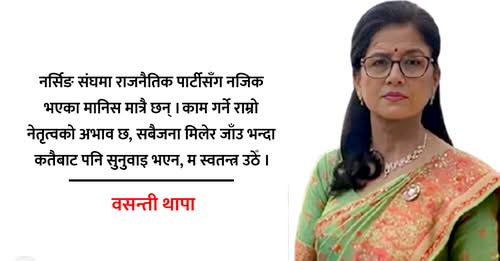 नर्सिङ संघमा राजनैतिक पार्टीसँग नजिक
भएका मानिस मात्रै छन् । काम गर्ने राम्रो
नेतृत्वको अभाव छ, सबैजना मिलेर जाँउ भन्दा
कतैबाट पनि सुनुवाइ भएन, म स्वतन्त्र उठेँ ।
वसन्ती थापा